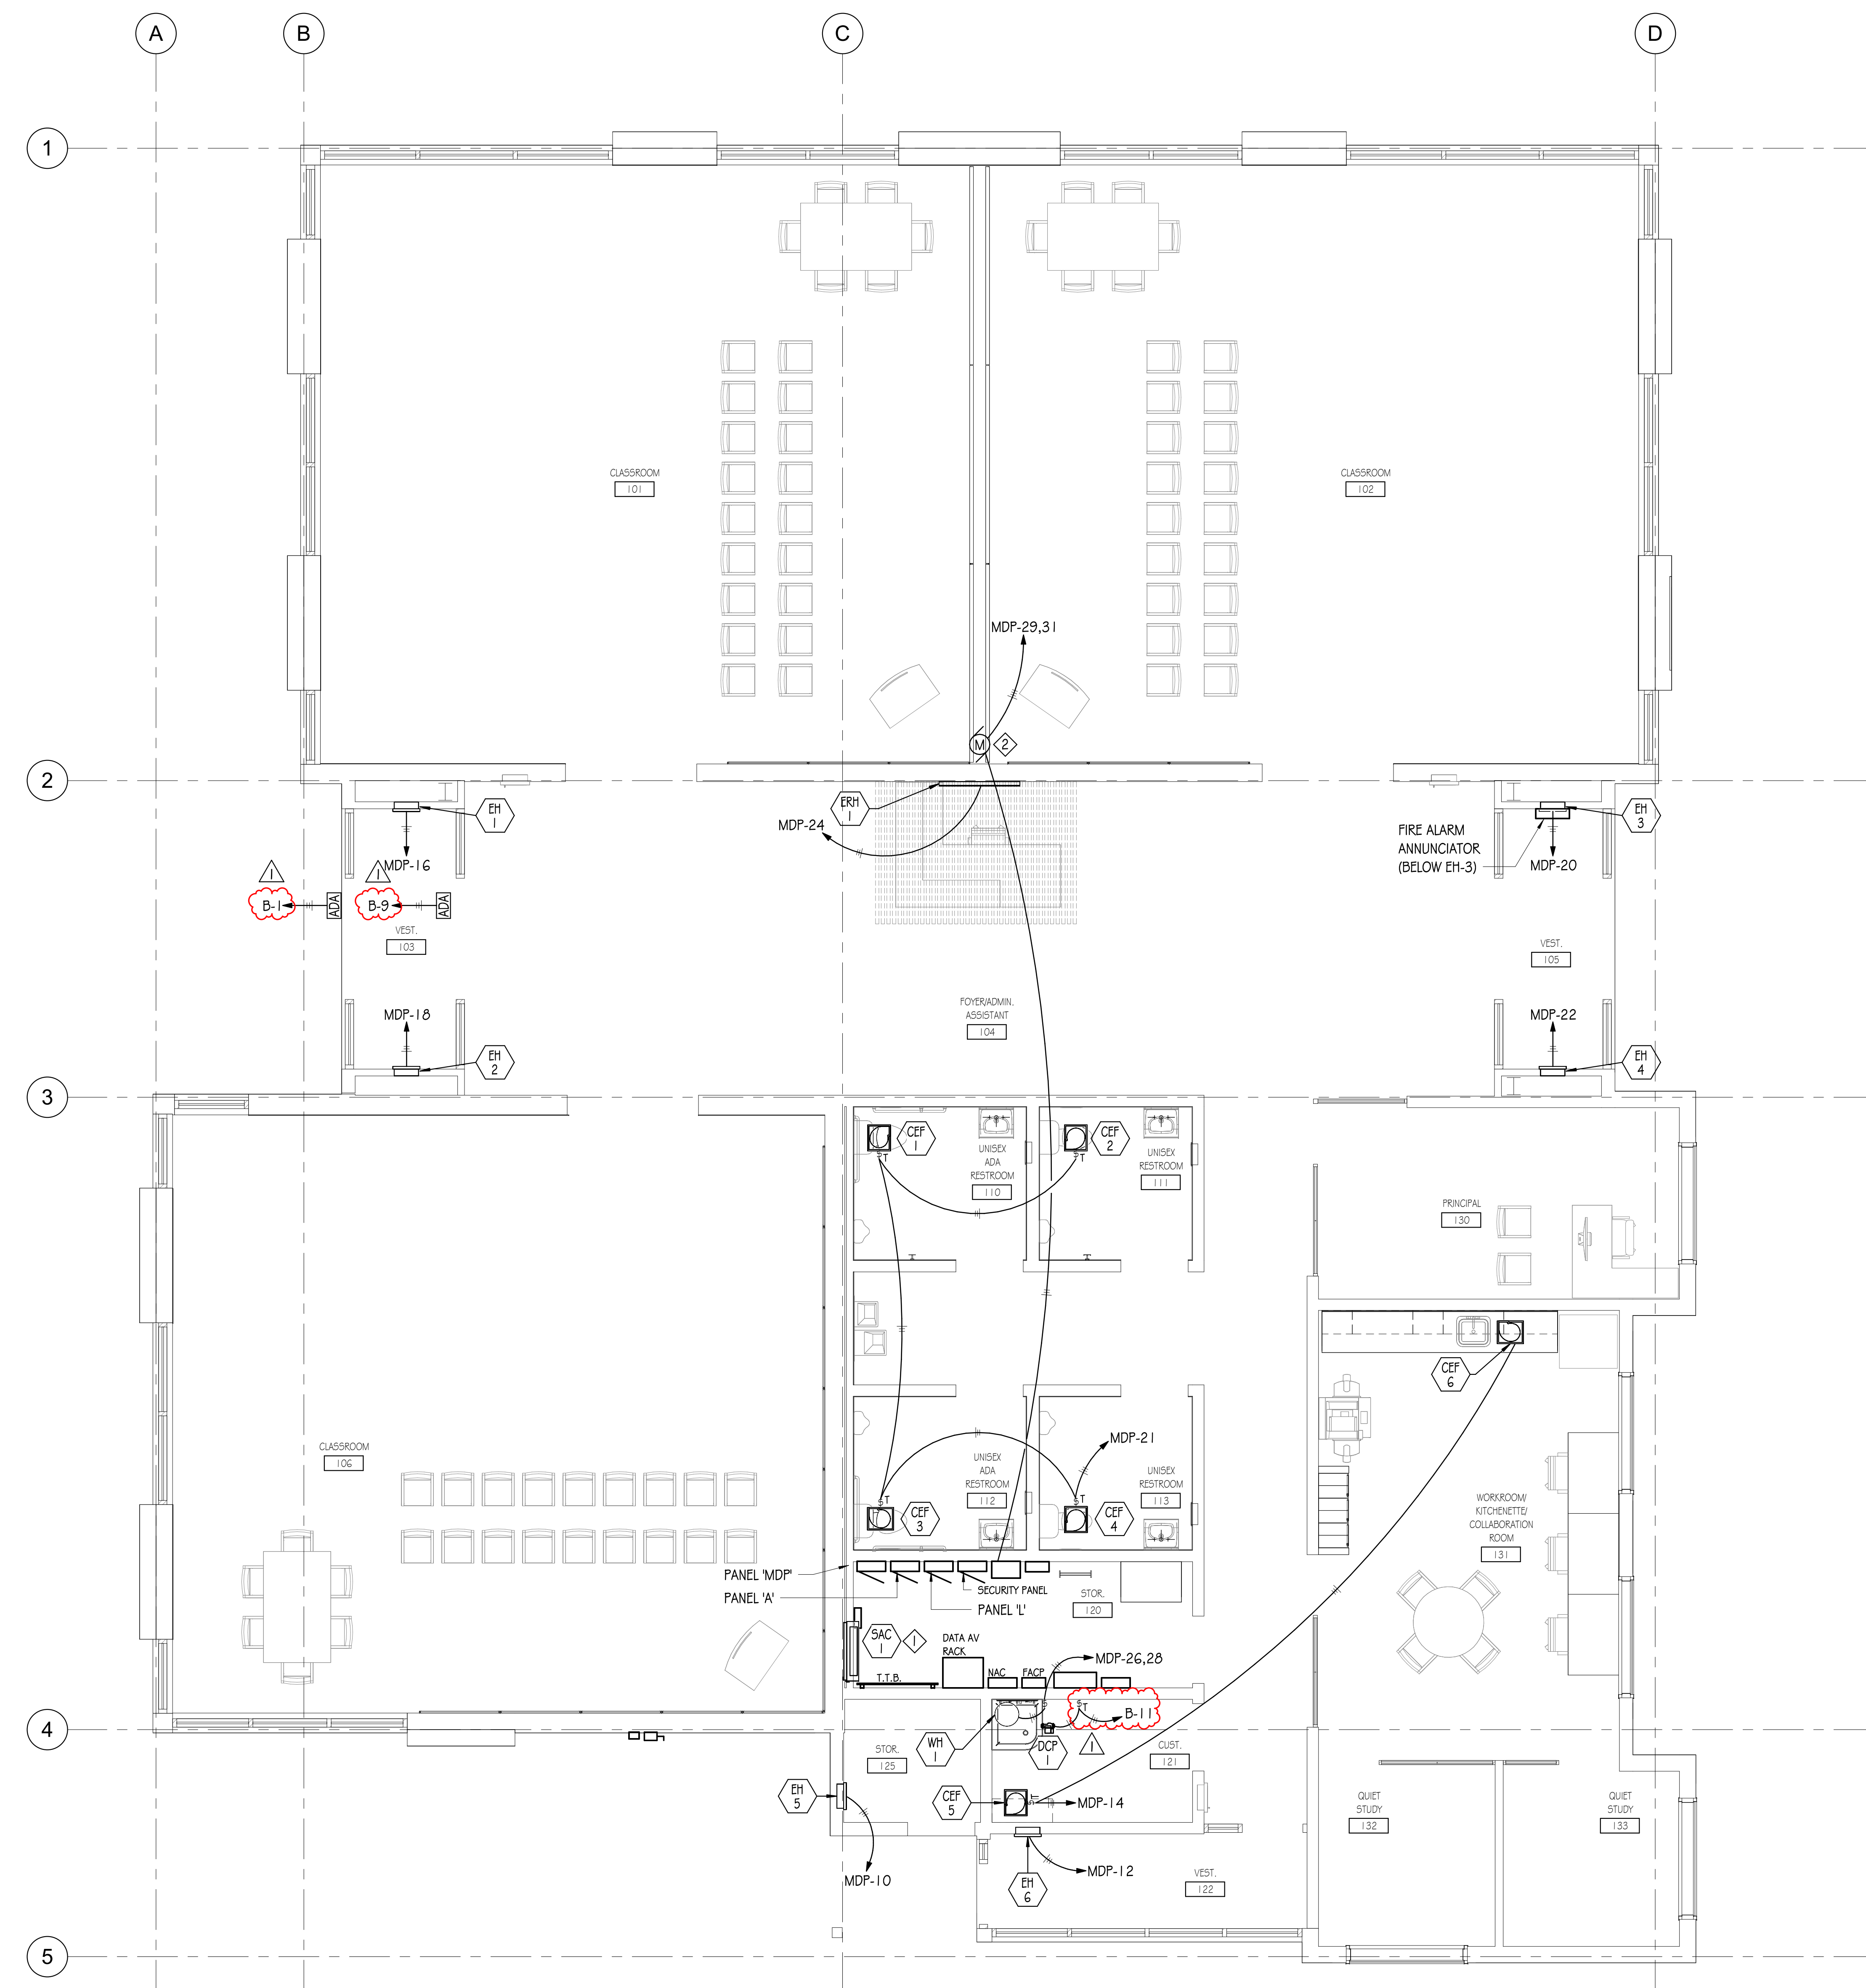 A
B
C
D
1
CLASSROOM
101
CLASSROOM
102
MDP-29,31
M
2
2
ERH
1
MDP-24
EH
1
MDP-16
1
B-1
ADA
1
B-9
ADA
VEST.
103
MDP-18
EH
2
FOYER/ADMIN.
ASSISTANT
104
EH
3
FIRE ALARM
ANNUNCIATOR
(BELOW EH-3)
MDP-20
VEST.
105
MDP-22
EH
4
3
CEF
1
S
T
UNISEX
ADA
RESTROOM
110
CEF
2
S
T
UNISEX
RESTROOM
111
PRINCIPAL
130
CEF
6
CLASSROOM
106
UNISEX
ADA
RESTROOM
112
S
T
CEF
3
MDP-21
UNISEX
RESTROOM
113
S
T
CEF
4
WORKROOM/
KITCHENETTE/
COLLABORATION
ROOM
131
PANEL 'MDP'
PANEL 'A'
SECURITY PANEL
PANEL 'L'
STOR.
120
SAC
1
1
DATA AV
RACK
T.T.B.
NAC
FACP
MDP-26,28
S
S
T
B-11
1
4
WH
1
DCP
1
CUST.
121
STOR.
125
EH
5
CEF
5
S
T
MDP-14
MDP-10
EH
6
MDP-12
VEST.
122
QUIET
STUDY
132
QUIET
STUDY
133
5